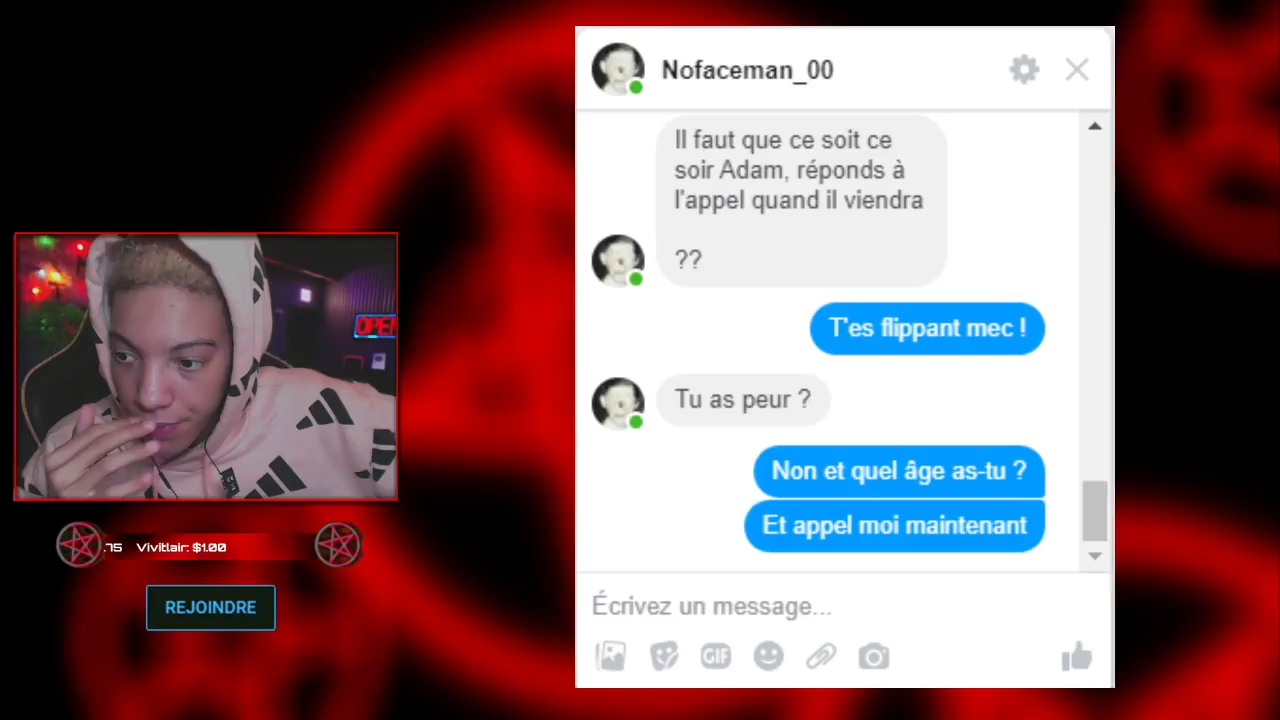 Nofaceman_00
Il faut que ce soit ce
soir Adam, réponds à
l'appel quand il viendra
??
T'es flippant mec !
Tu as peur ?
Non et quel âge as-tu ?
Et appel moi maintenant
Écrivez un message...
GIF
OPEN
.75 Vivitlair: $1.00
REJOINDRE